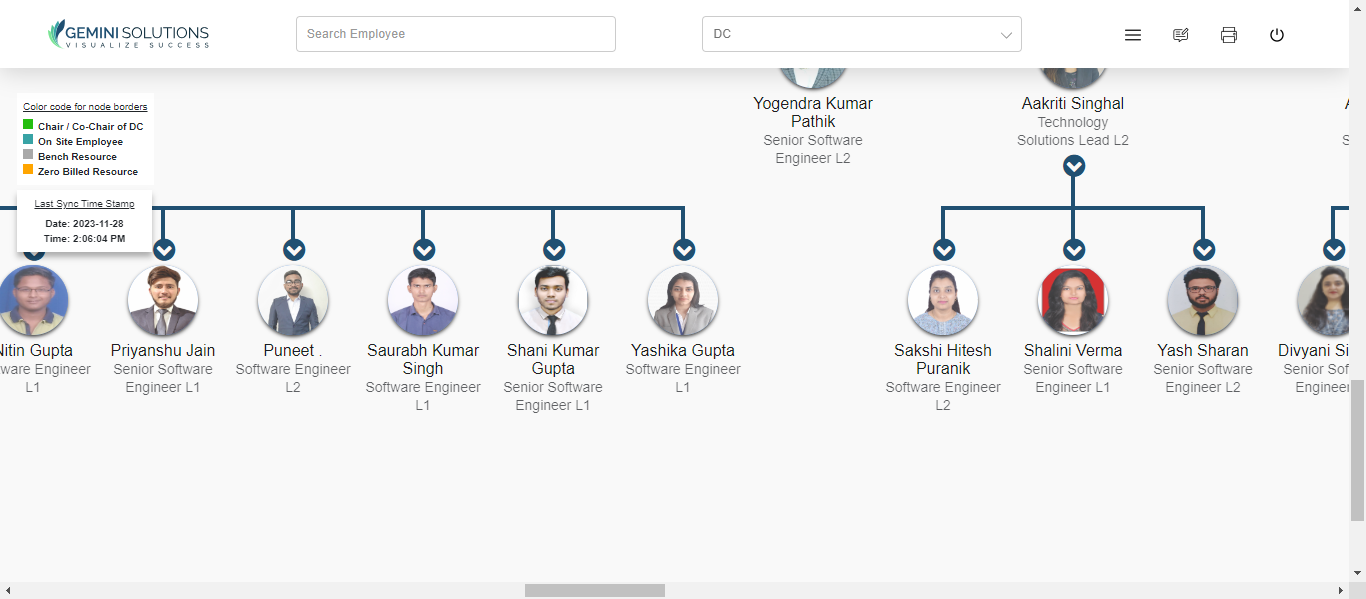 GEMINI SOLUTIONS
VISUALIZE SUCCESS
Search Employee
DC
Color code for node borders
Chair / Co-Chair of DC
On Site Employee
Bench Resource
Zero Billed Resource
Last Sync Time Stamp
Date: 2023-11-28
Time: 2:06:04 PM
Yogendra Kumar
Pathik
Senior Software
Engineer L2
Aakriti Singhal
Technology
Solutions Lead L2
Nitin Gupta
ware Engineer
L1
Priyanshu Jain
Senior Software
Engineer L1
Puneet .
Software Engineer
L2
Saurabh Kumar
Singh
Software Engineer
L1
Shani Kumar
Gupta
Senior Software
Engineer L1
Yashika Gupta
Software Engineer
L1
Sakshi Hitesh
Puranik
Software Engineer
L2
Shalini Verma
Senior Software
Engineer L1
Yash Sharan
Senior Software
Engineer L2
Divyani Si
Senior Sof
Engineer